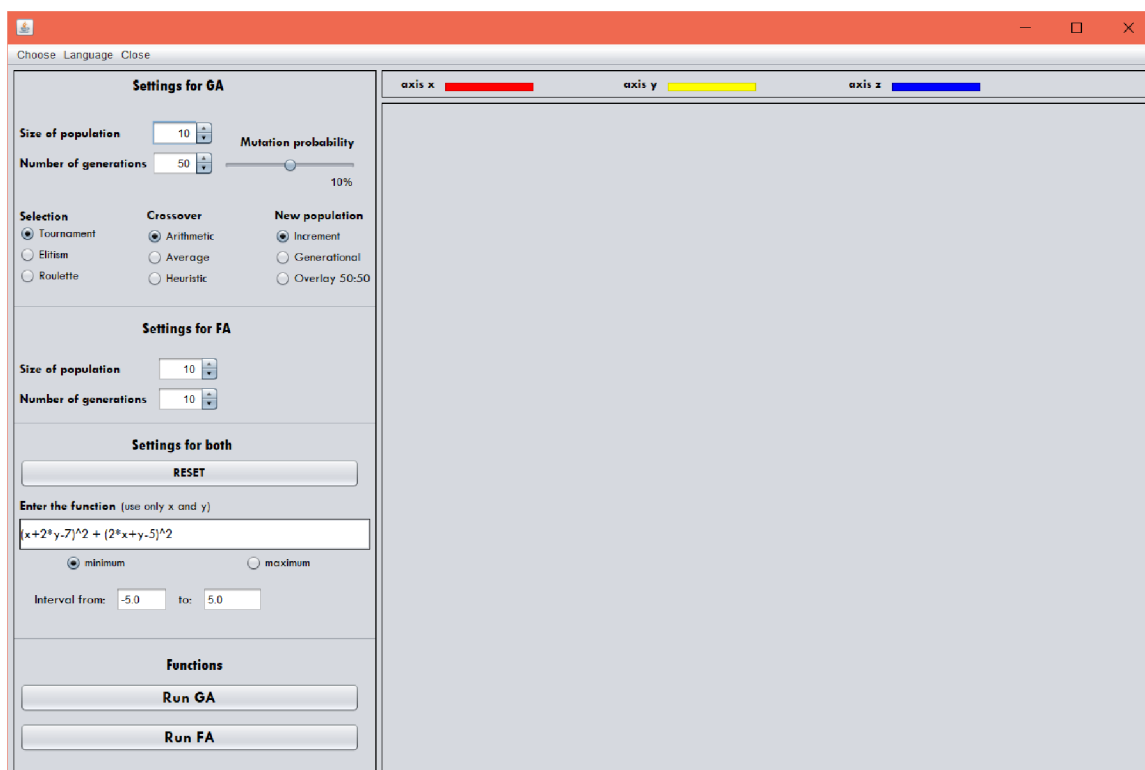 Choose Language Close
Settings for GA
axis x axis y axis z
Size of population 10
Mutation probability
Number of generations 50
10%
Selection Crossover New population
Tournament Arithmetic Increment
Elitism Average Generational
Roulette Heuristic Overlay 50:50
Settings for FA
Size of population 10
Number of generations 10
Settings for both
RESET
Enter the function (use only x and y)
(x+2*y-7)^2 + (2*x+y-5)^2
minimum maximum
Interval from: -5.0 to: 5.0
Functions
Run GA
Run FA